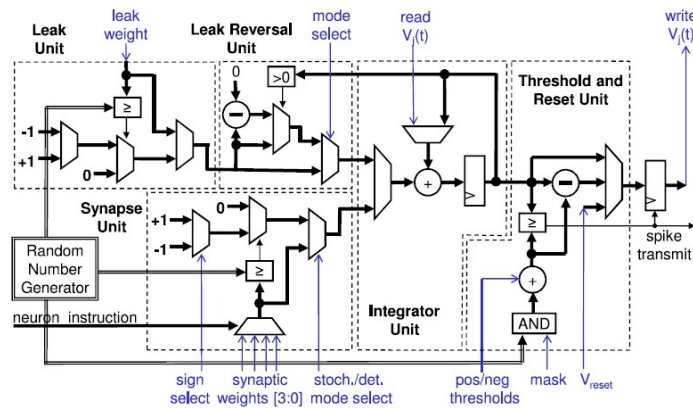 Leak
Unit
leak
weight
Leak Reversal
Unit
mode
select
read
Vj(t)
write
Vj(t)
Threshold and
Reset Unit
0
>0
≥
-1
+1
0
−
+
>
−
>
≥
spike
transmit
Synapse
Unit
+1
-1
0
≥
Random
Number
Generator
neuron instruction
+
AND
Integrator
Unit
sign
select
synaptic
weights [3:0]
stoch./det.
mode select
pos/neg
thresholds
mask
Vreset